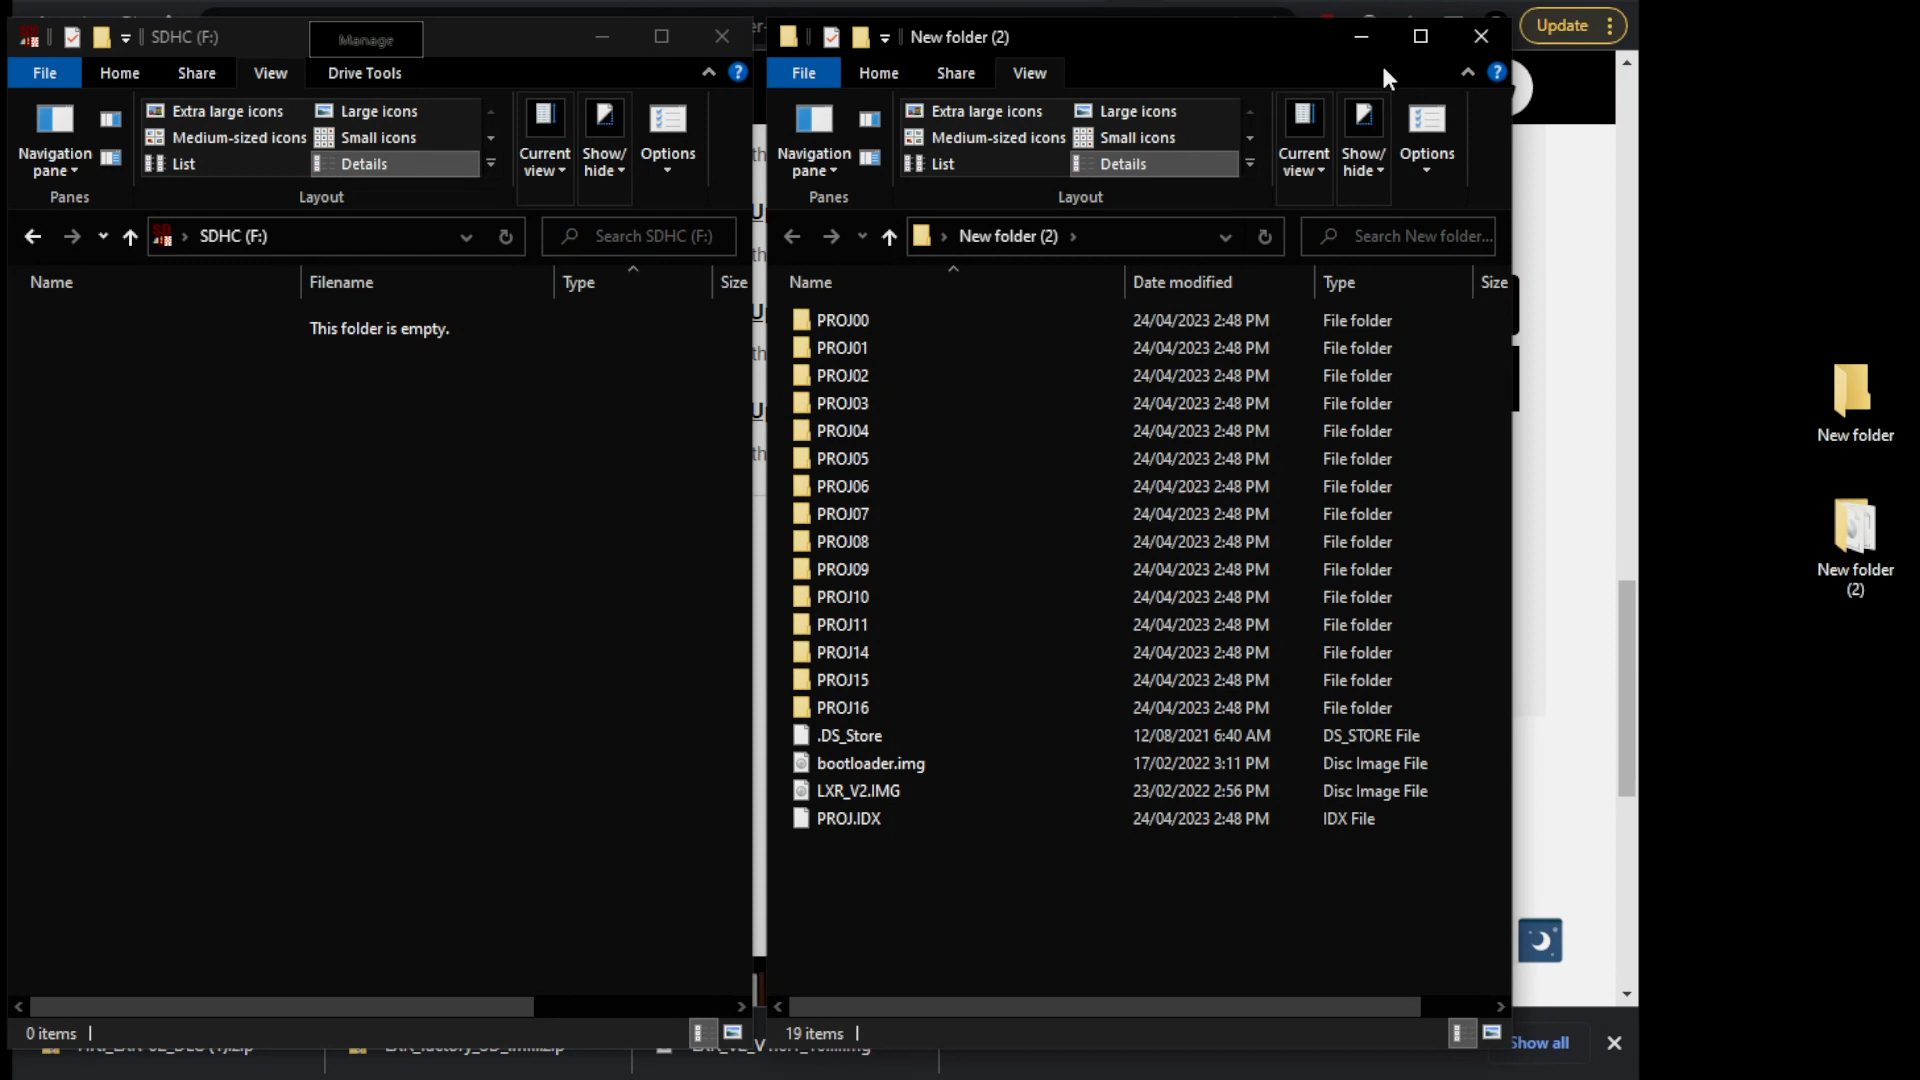 SDHC (F:)
Manage
File Home Share View Drive Tools
Extra large icons Large icons
Medium-sized icons Small icons
List Details
Navigation pane
Current view
Show/ hide
Options
Panes
Layout
SDHC (F:)
Search SDHC (F:)
Name Filename Type Size
This folder is empty.
0 items
New folder (2)
File Home Share View
Extra large icons Large icons
Medium-sized icons Small icons
List Details
Navigation pane
Current view
Show/ hide
Options
Panes
Layout
New folder (2)
Search New folder...
Name Date modified Type Size
PROJ00 24/04/2023 2:48 PM File folder
PROJ01 24/04/2023 2:48 PM File folder
PROJ02 24/04/2023 2:48 PM File folder
PROJ03 24/04/2023 2:48 PM File folder
PROJ04 24/04/2023 2:48 PM File folder
PROJ05 24/04/2023 2:48 PM File folder
PROJ06 24/04/2023 2:48 PM File folder
PROJ07 24/04/2023 2:48 PM File folder
PROJ08 24/04/2023 2:48 PM File folder
PROJ09 24/04/2023 2:48 PM File folder
PROJ10 24/04/2023 2:48 PM File folder
PROJ11 24/04/2023 2:48 PM File folder
PROJ14 24/04/2023 2:48 PM File folder
PROJ15 24/04/2023 2:48 PM File folder
PROJ16 24/04/2023 2:48 PM File folder
.DS_Store 12/08/2021 6:40 AM DS_STORE File
bootloader.img 17/02/2022 3:11 PM Disc Image File
LXR_V2.IMG 23/02/2022 2:56 PM Disc Image File
PROJ.IDX 24/04/2023 2:48 PM IDX File
19 items
Update
Show all
New folder
New folder
(2)